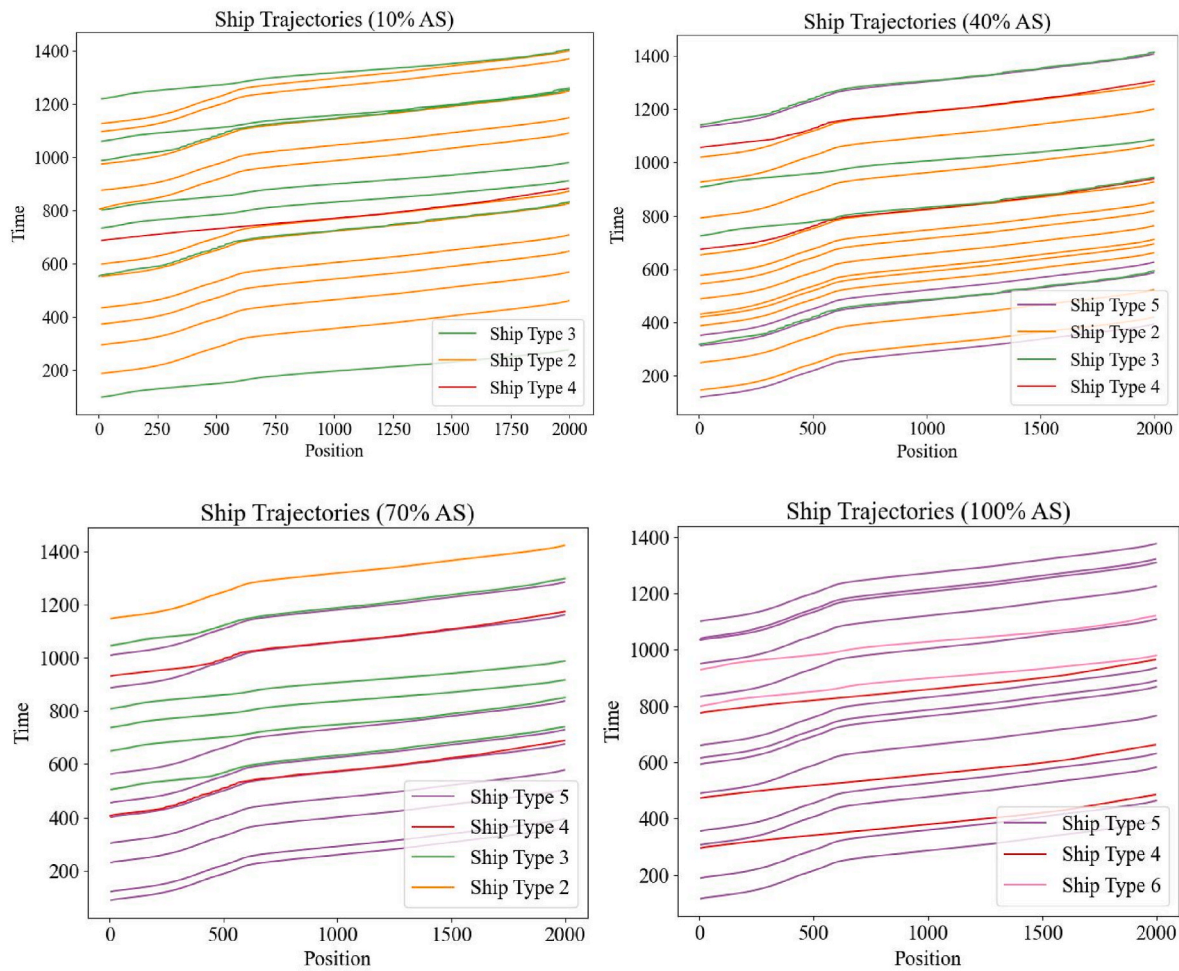 Ship Trajectories (10% AS)
1400
1200
1000
800
600
400
200
Time
0
250
500
750
1000
1250
1500
1750
2000
Position
Ship Type 3
Ship Type 2
Ship Type 4
Ship Trajectories (40% AS)
1400
1200
1000
800
600
400
200
Time
0
500
1000
1500
2000
Position
Ship Type 5
Ship Type 2
Ship Type 3
Ship Type 4
Ship Trajectories (70% AS)
1400
1200
1000
800
600
400
200
Time
0
500
1000
1500
2000
Position
Ship Type 5
Ship Type 4
Ship Type 3
Ship Type 2
Ship Trajectories (100% AS)
1400
1200
1000
800
600
400
200
Time
0
500
1000
1500
2000
Position
Ship Type 5
Ship Type 4
Ship Type 6